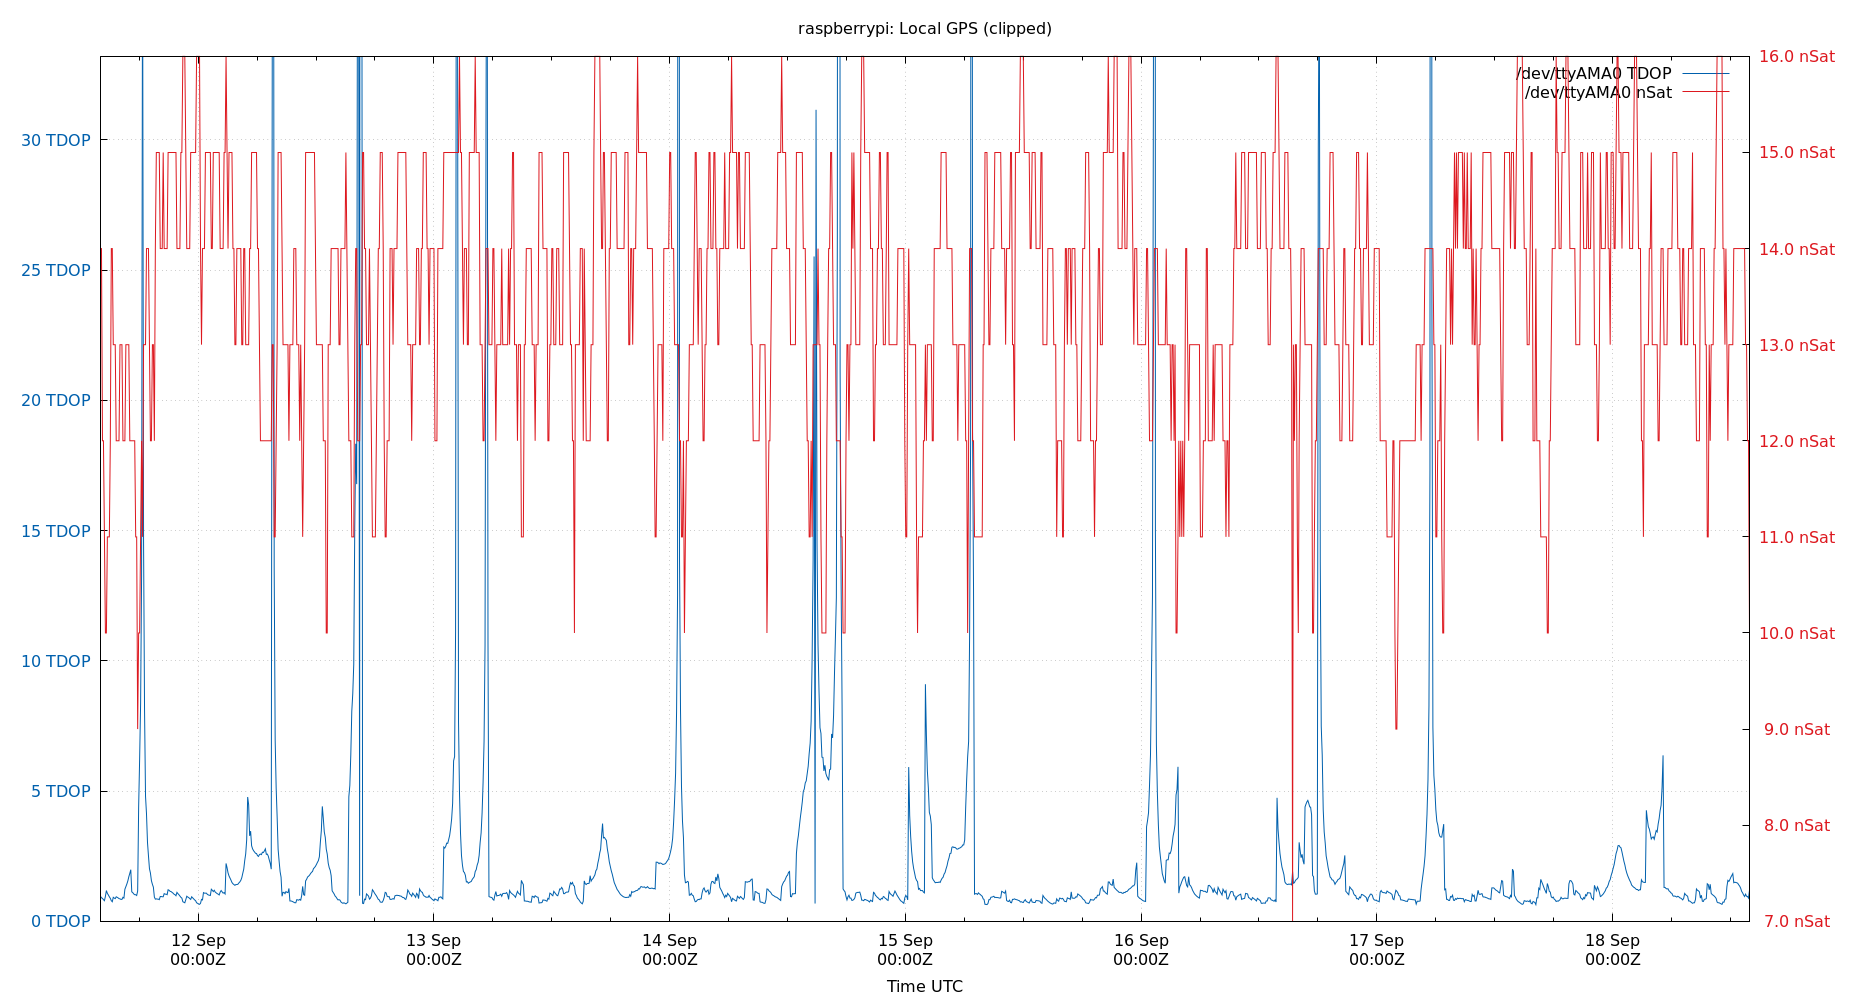 raspberrypi: Local GPS (clipped)
/dev/ttyAMA0 TDOP
/dev/ttyAMA0 nSat
30 TDOP
25 TDOP
20 TDOP
15 TDOP
10 TDOP
5 TDOP
0 TDOP
16.0 nSat
15.0 nSat
14.0 nSat
13.0 nSat
12.0 nSat
11.0 nSat
10.0 nSat
9.0 nSat
8.0 nSat
7.0 nSat
12 Sep
00:00Z
13 Sep
00:00Z
14 Sep
00:00Z
15 Sep
00:00Z
16 Sep
00:00Z
17 Sep
00:00Z
18 Sep
00:00Z
Time UTC